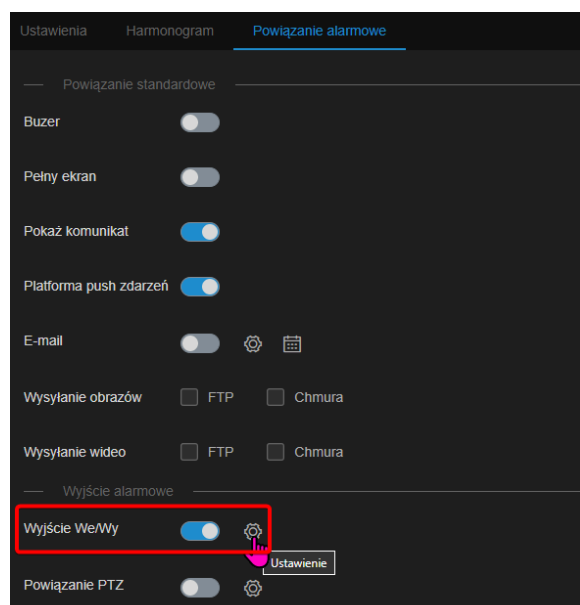 Ustawienia Harmonogram Powiązanie alarmowe
Powiązanie standardowe
Buzer
Pełny ekran
Pokaż komunikat
Platforma push zdarzeń
E-mail
Wysyłanie obrazów FTP Chmura
Wysyłanie wideo FTP Chmura
Wyjście alarmowe
Wyjście We/Wy
Ustawienie
Powiązanie PTZ